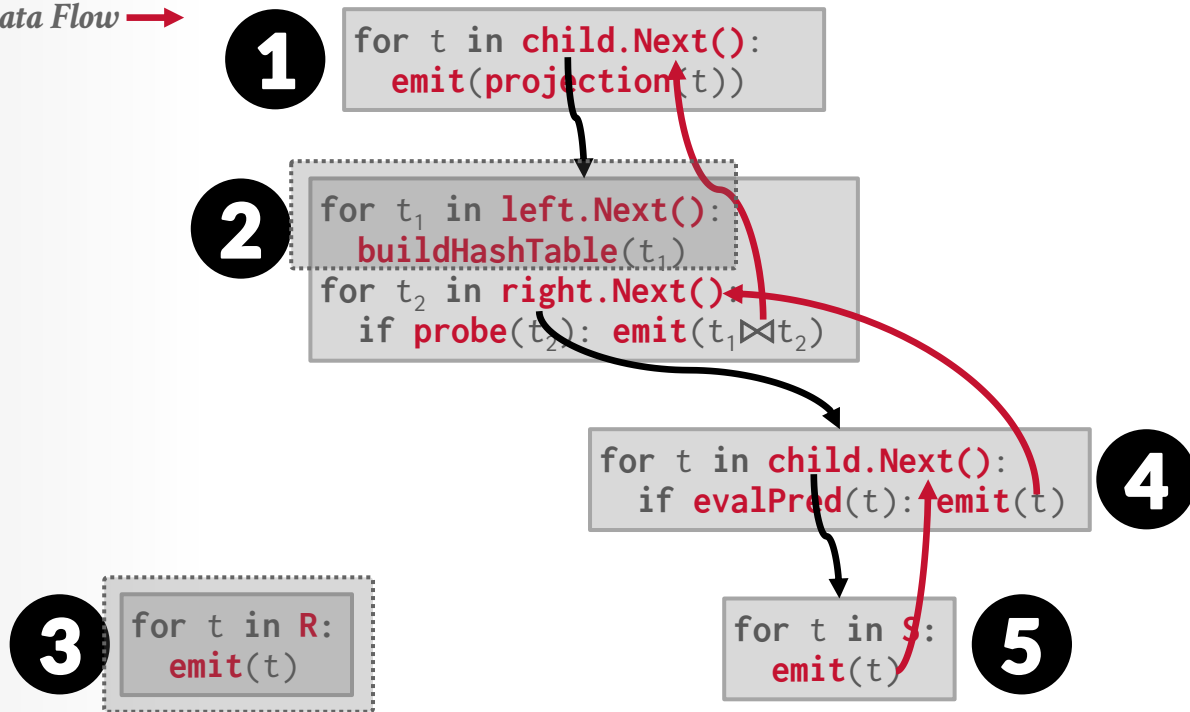 ata Flow
1
for t in child.Next():
emit(projection(t))
2
for t₁ in left.Next():
buildHashTable(t₁)
for t₂ in right.Next():
if probe(t₂): emit(t₁⨝t₂)
4
for t in child.Next():
if evalPred(t): emit(t)
3
for t in R:
emit(t)
for t in S:
emit(t)
5